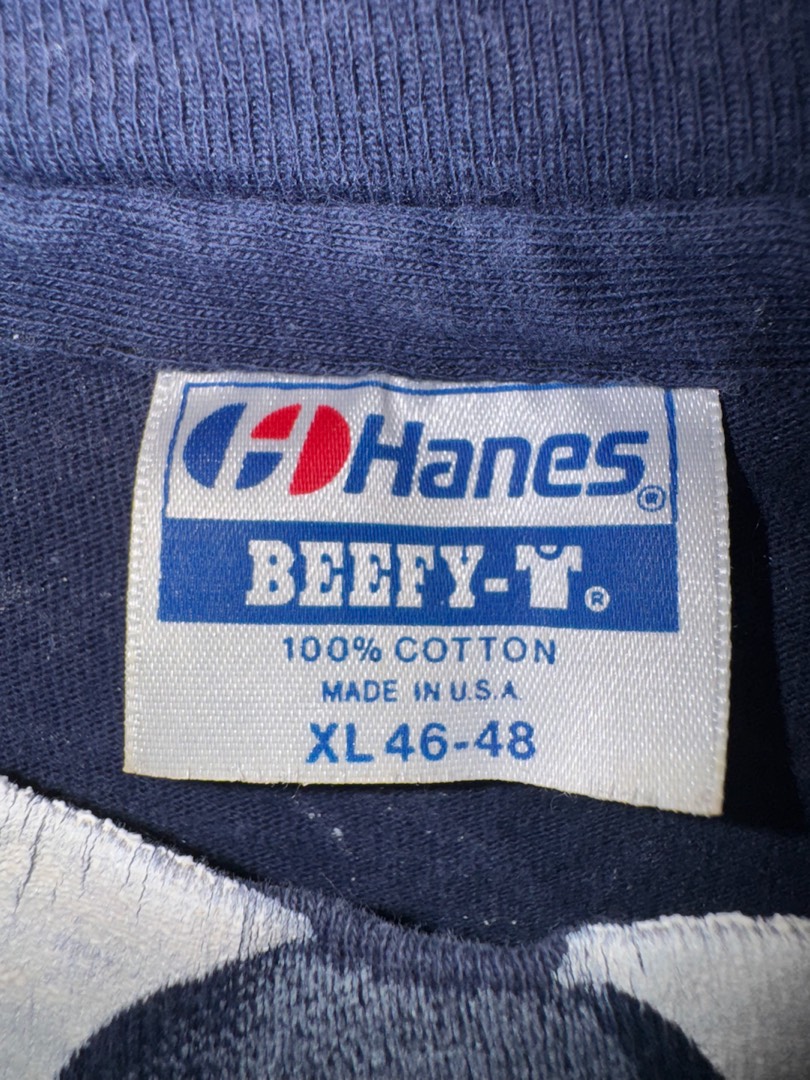 Hanes®
BEEFY-T®
100% COTTON
MADE IN U.S.A.
XL 46-48